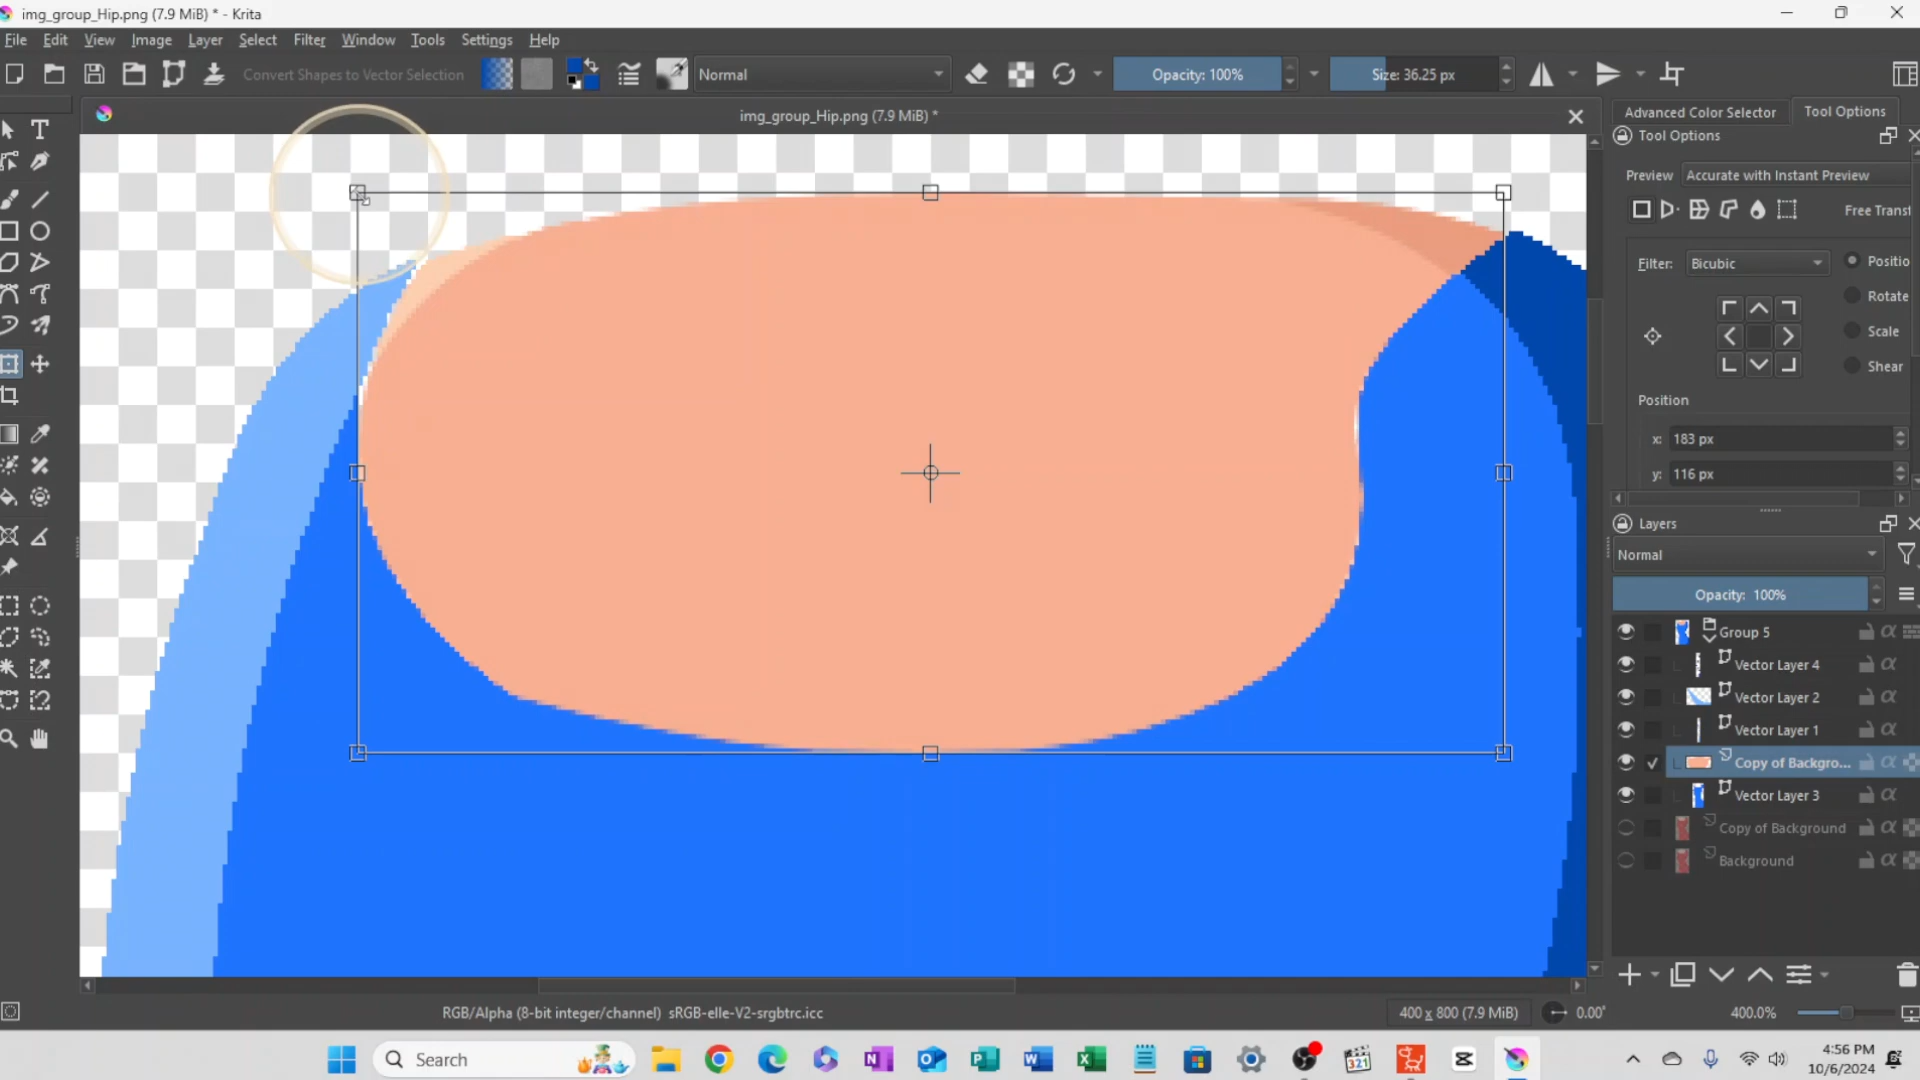 img_group_Hip.png (7.9 MiB) * - Krita
File Edit View Image Layer Select Filter Window Tools Settings Help
Convert Shapes to Vector Selection
Normal
Opacity: 100%
Size: 36.25 px
img_group_Hip.png (7.9 MiB) *
Advanced Color Selector
Tool Options
Tool Options
Preview Accurate with Instant Preview
Free Transf
Filter: Bicubic
Positio
Rotate
Scale
Shear
Position
x: 183 px
y: 116 px
Layers
Normal
Opacity: 100%
Group 5
Vector Layer 4
Vector Layer 2
Vector Layer 1
Copy of Backgro...
Vector Layer 3
Copy of Background
Background
RGB/Alpha (8-bit integer/channel) sRGB-elle-V2-srgbtrc.icc
400 x 800 (7.9 MiB)
0.00°
400.0%
Search
321
4:56 PM
10/6/2024